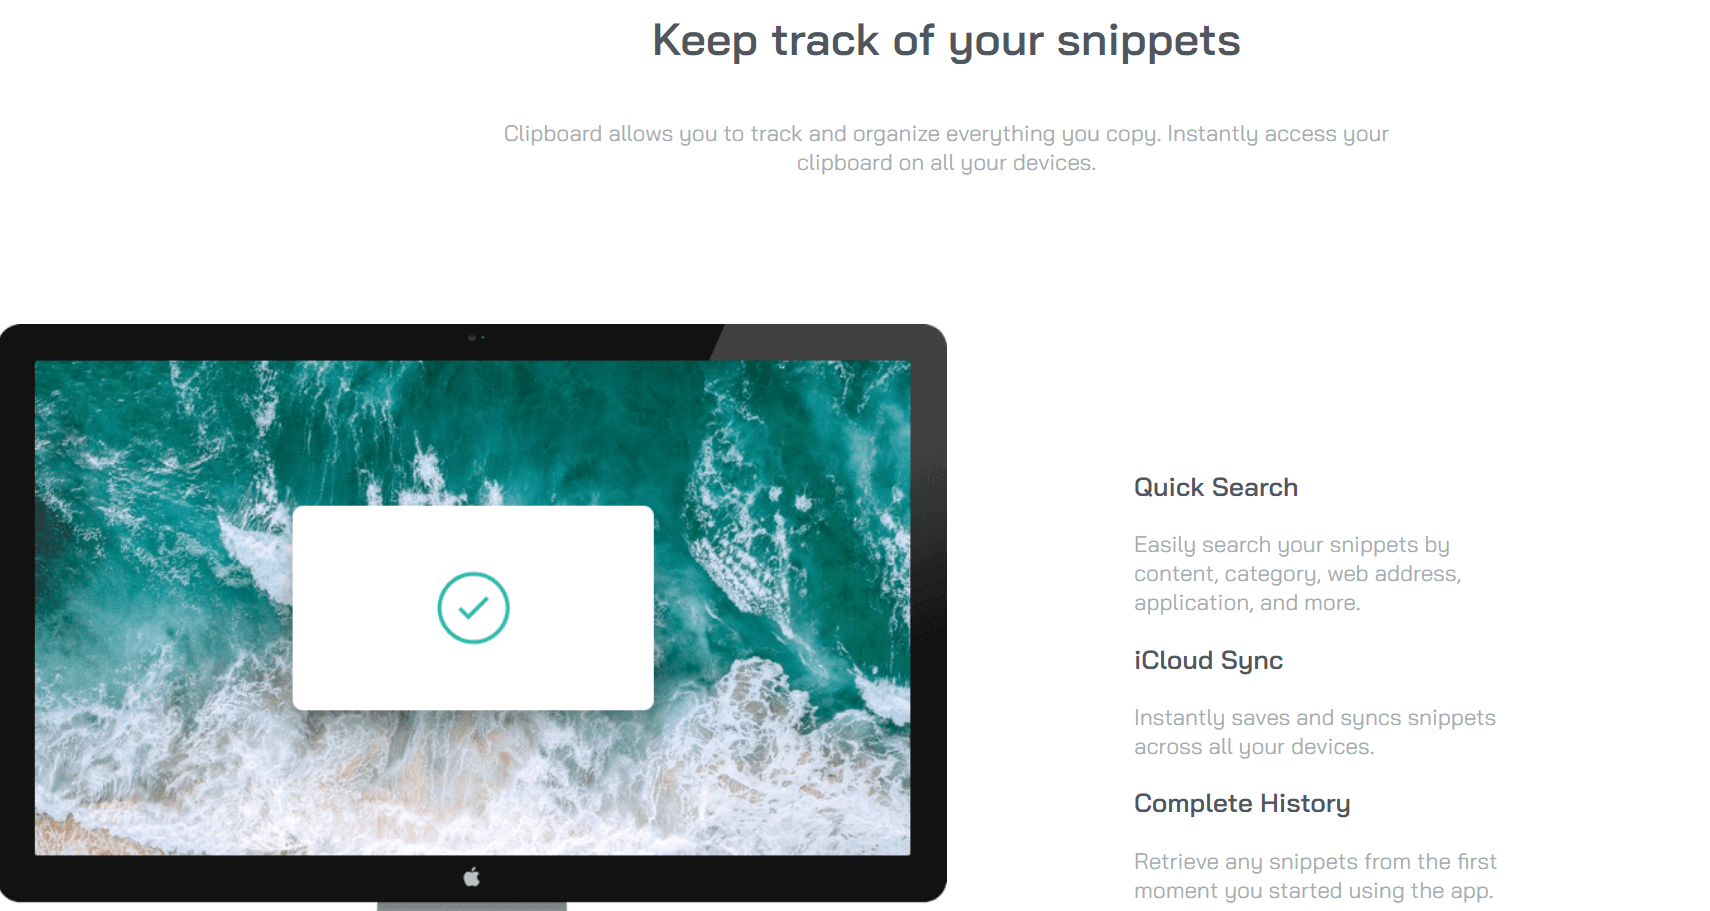 Keep track of your snippets
Clipboard allows you to track and organize everything you copy. Instantly access your
clipboard on all your devices.
Quick Search
Easily search your snippets by
content, category, web address,
application, and more.
iCloud Sync
Instantly saves and syncs snippets
across all your devices.
Complete History
Retrieve any snippets from the first
moment you started using the app.